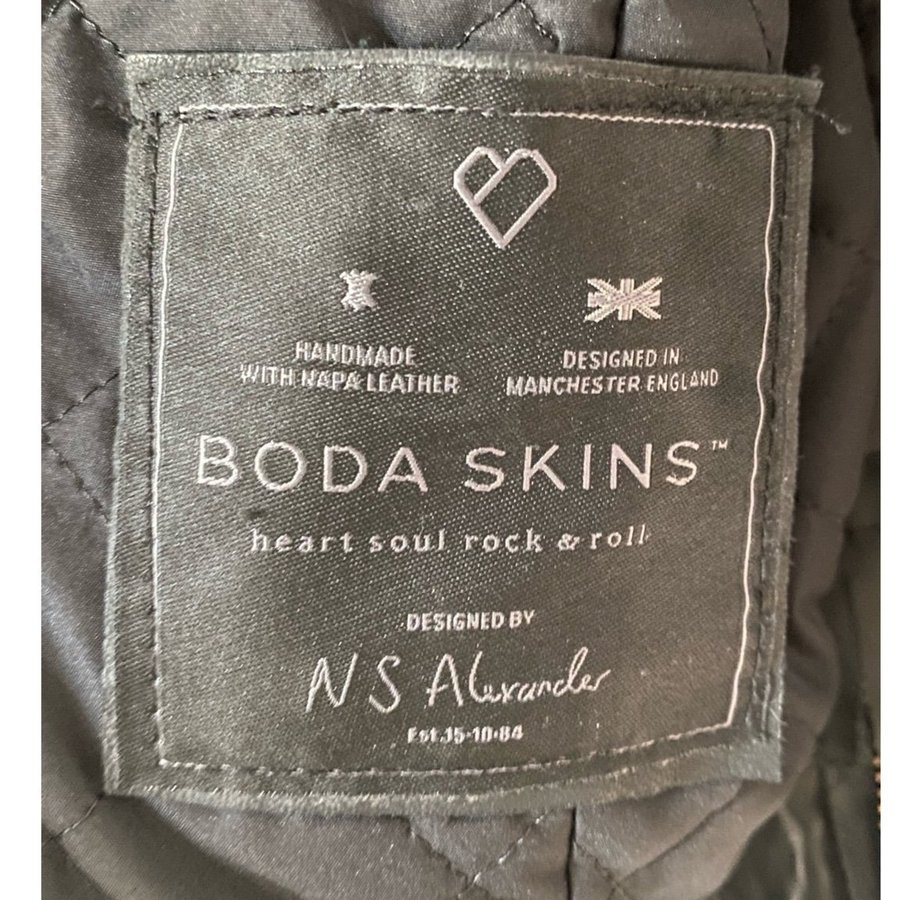 HANDMADE
WITH NAPA LEATHER
DESIGNED IN
MANCHESTER ENGLAND
BODA SKINS™
heart soul rock & roll
DESIGNED BY
N S Alexander
Est.15·10·84